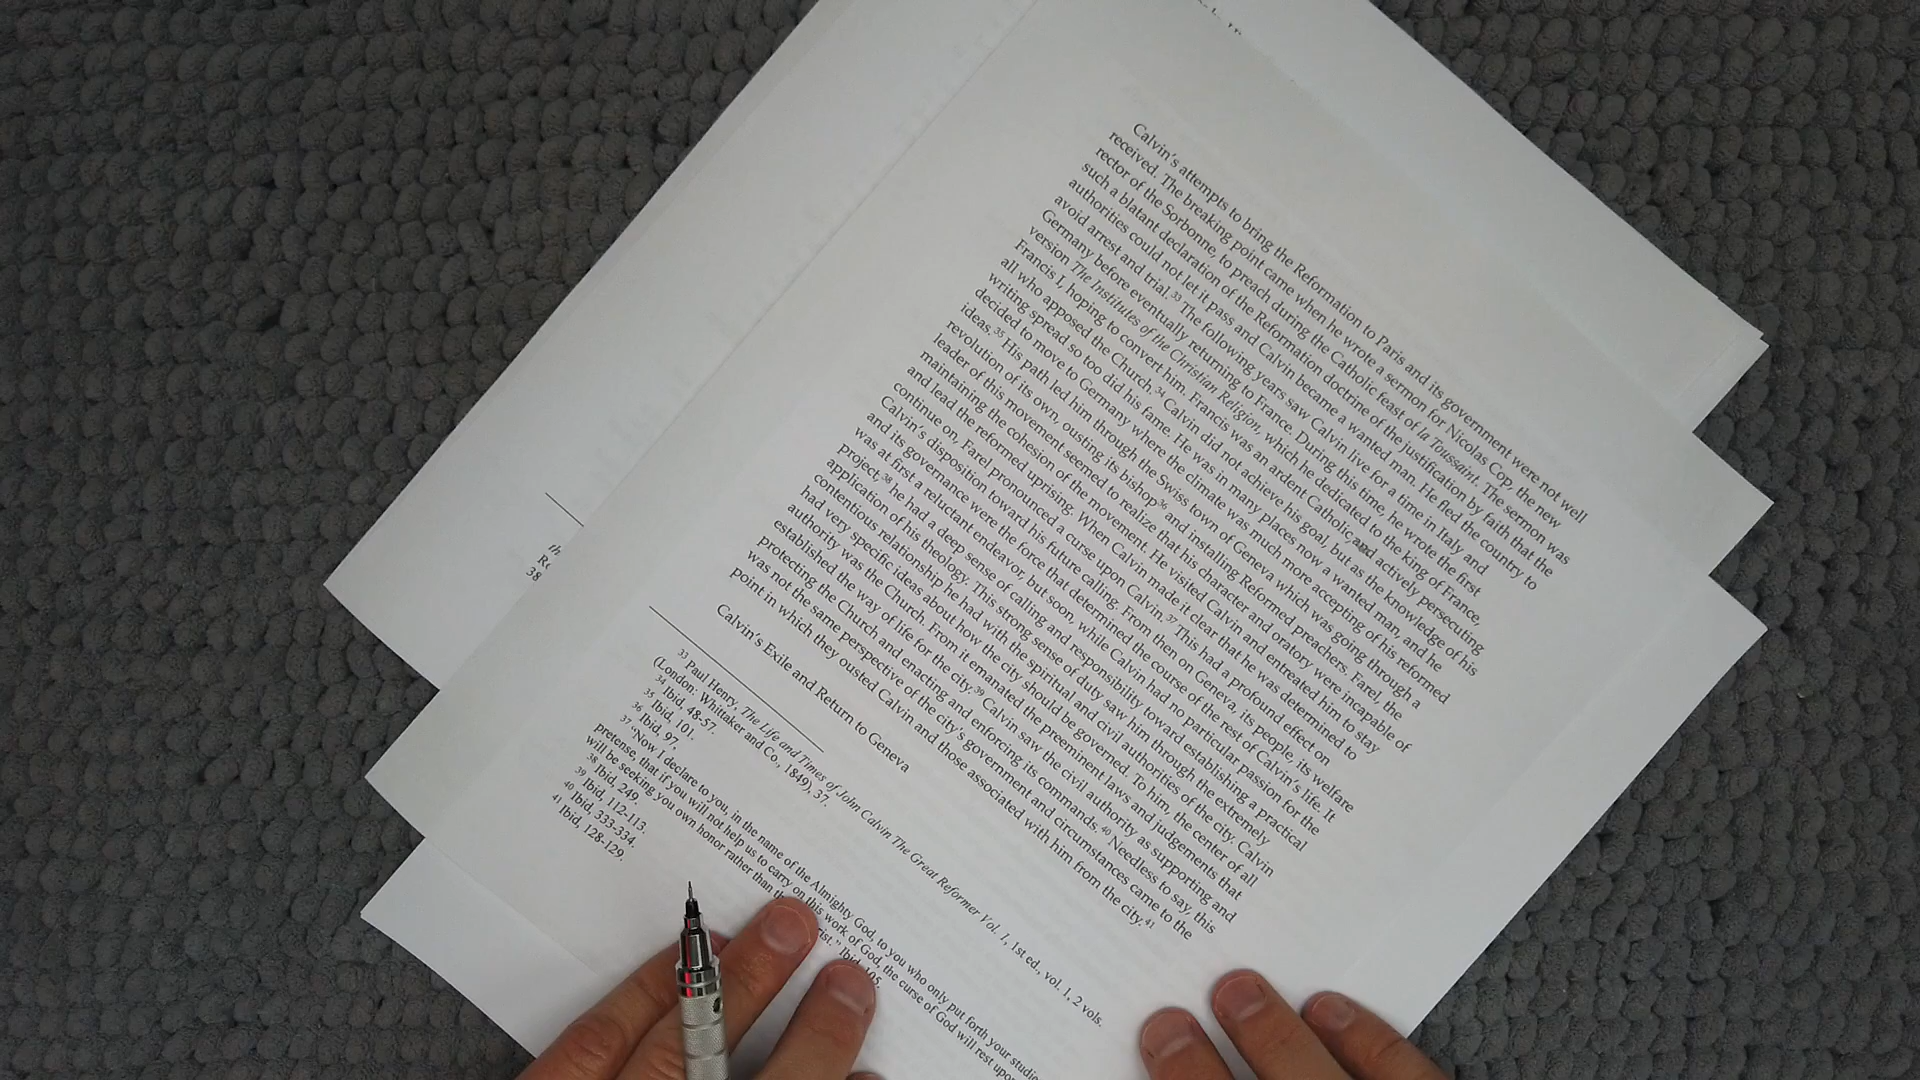 Calvin's attempts to bring the Reformation to Paris and its government were not well
received. The breaking point came when he wrote a sermon for Nicolas Cop, the new
rector of the Sorbonne, to preach during the Catholic feast of la Toussaint. The sermon was
such a blatant declaration of the Reformation doctrine of the justification by faith that the
authorities could not let it pass and Calvin became a wanted man. He fled the country to
avoid arrest and trial.³³ The following years saw Calvin live for a time in Italy and
Germany before eventually returning to France. During this time, he wrote the first
version The Institutes of the Christian Religion, which he dedicated to the king of France,
Francis I, hoping to convert him. Francis was an ardent Catholic and actively persecuting
all who apposed the Church.³⁴ Calvin did not achieve his goal, but as the knowledge of his
writing spread so too did his fame. He was in many places now a wanted man, and he
decided to move to Germany where the climate was much more accepting of his reformed
ideas.³⁵ His path led him through the Swiss town of Geneva which was going through a
revolution of its own, ousting its bishop³⁶ and installing Reformed preachers. Farel, the
leader of this movement seemed to realize that his character and oratory were incapable of
maintaining the cohesion of the movement. He visited Calvin and entreated him to stay
and lead the reformed uprising. When Calvin made it clear that he was determined to
continue on, Farel pronounced a curse upon Calvin.³⁷ This had a profound effect on
Calvin's disposition toward his future calling. From then on Geneva, its people, its welfare
and its governance were the force that determined the course of the rest of Calvin's life. It
was at first a reluctant endeavor, but soon, while Calvin had no particular passion for the
project,³⁸ he had a deep sense of calling and responsibility toward establishing a practical
application of his theology. This strong sense of duty saw him through the extremely
contentious relationship he had with the spiritual and civil authorities of the city. Calvin
had very specific ideas about how the city should be governed. To him, the center of all
authority was the Church. From it emanated the preeminent laws and judgements that
established the way of life for the city.³⁹ Calvin saw the civil authority as supporting and
protecting the Church and enacting and enforcing its commands.⁴⁰ Needless to say, this
was not the same perspective of the city's government and circumstances came to the
point in which they ousted Calvin and those associated with him from the city.⁴¹
Calvin's Exile and Return to Geneva
³³ Paul Henry, The Life and Times of John Calvin The Great Reformer Vol. 1, 1st ed., vol. 1, 2 vols.
(London: Whittaker and Co., 1849), 37.
³⁴ Ibid, 48-57.
³⁵ Ibid, 101.
³⁶ Ibid, 97,
³⁷ "Now I declare to you, in the name of the Almighty God, to you who only put forth your studie
pretense, that if you will not help us to carry on this work of God, the curse of God will rest upon
will be seeking you own honor rather than th rist." Ibid, 105.
³⁸ Ibid, 249.
³⁹ Ibid, 112-113.
⁴⁰ Ibid, 333-334.
⁴¹ Ibid, 128-129.
th
Re
38